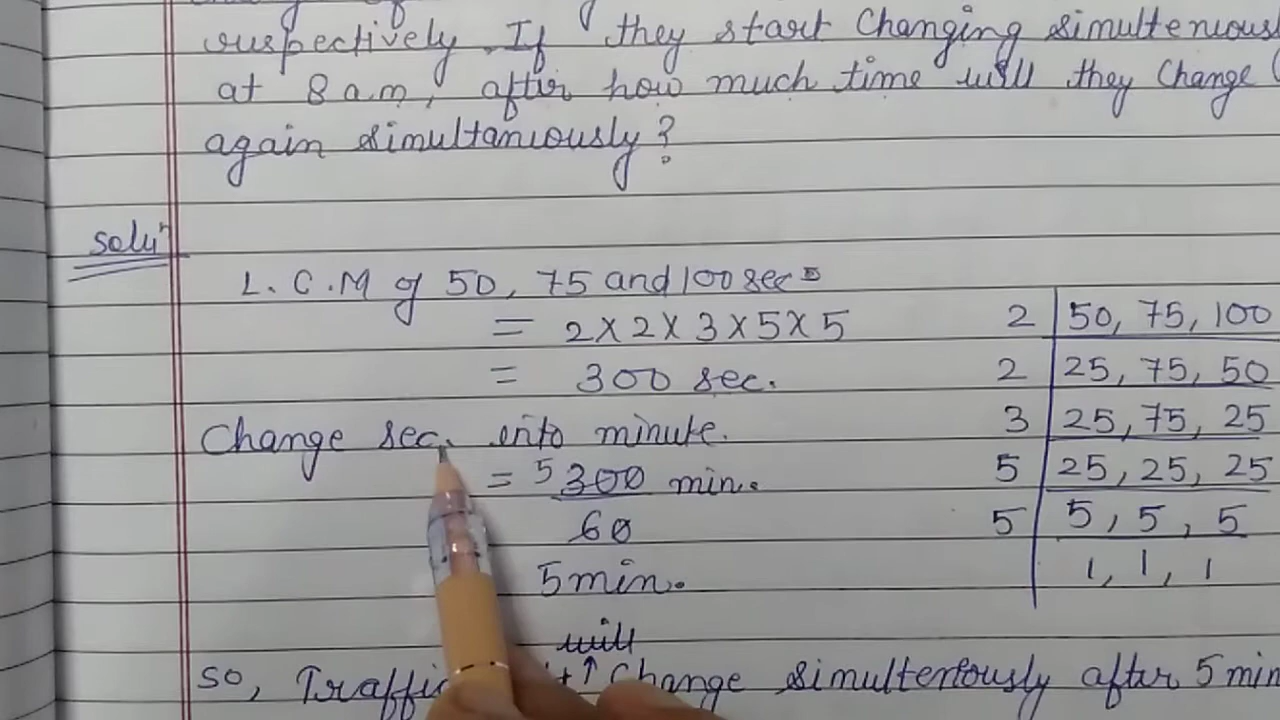 respectively. If they start changing simulteniousl
at 8 a.m, after how much time will they change
again simultaniously?
Solun
L.C.M of 50, 75 and 100 sec
= 2×2×3×5×5
= 300 sec.
Change sec. into minute.
= 5 300 min.
60
5 min.
will
So, Traffic ↑ Change simultentously after 5 min
2 | 50, 75, 100
2 | 25, 75, 50
3 | 25, 75, 25
5 | 25, 25, 25
5 | 5, 5, 5
1, 1, 1